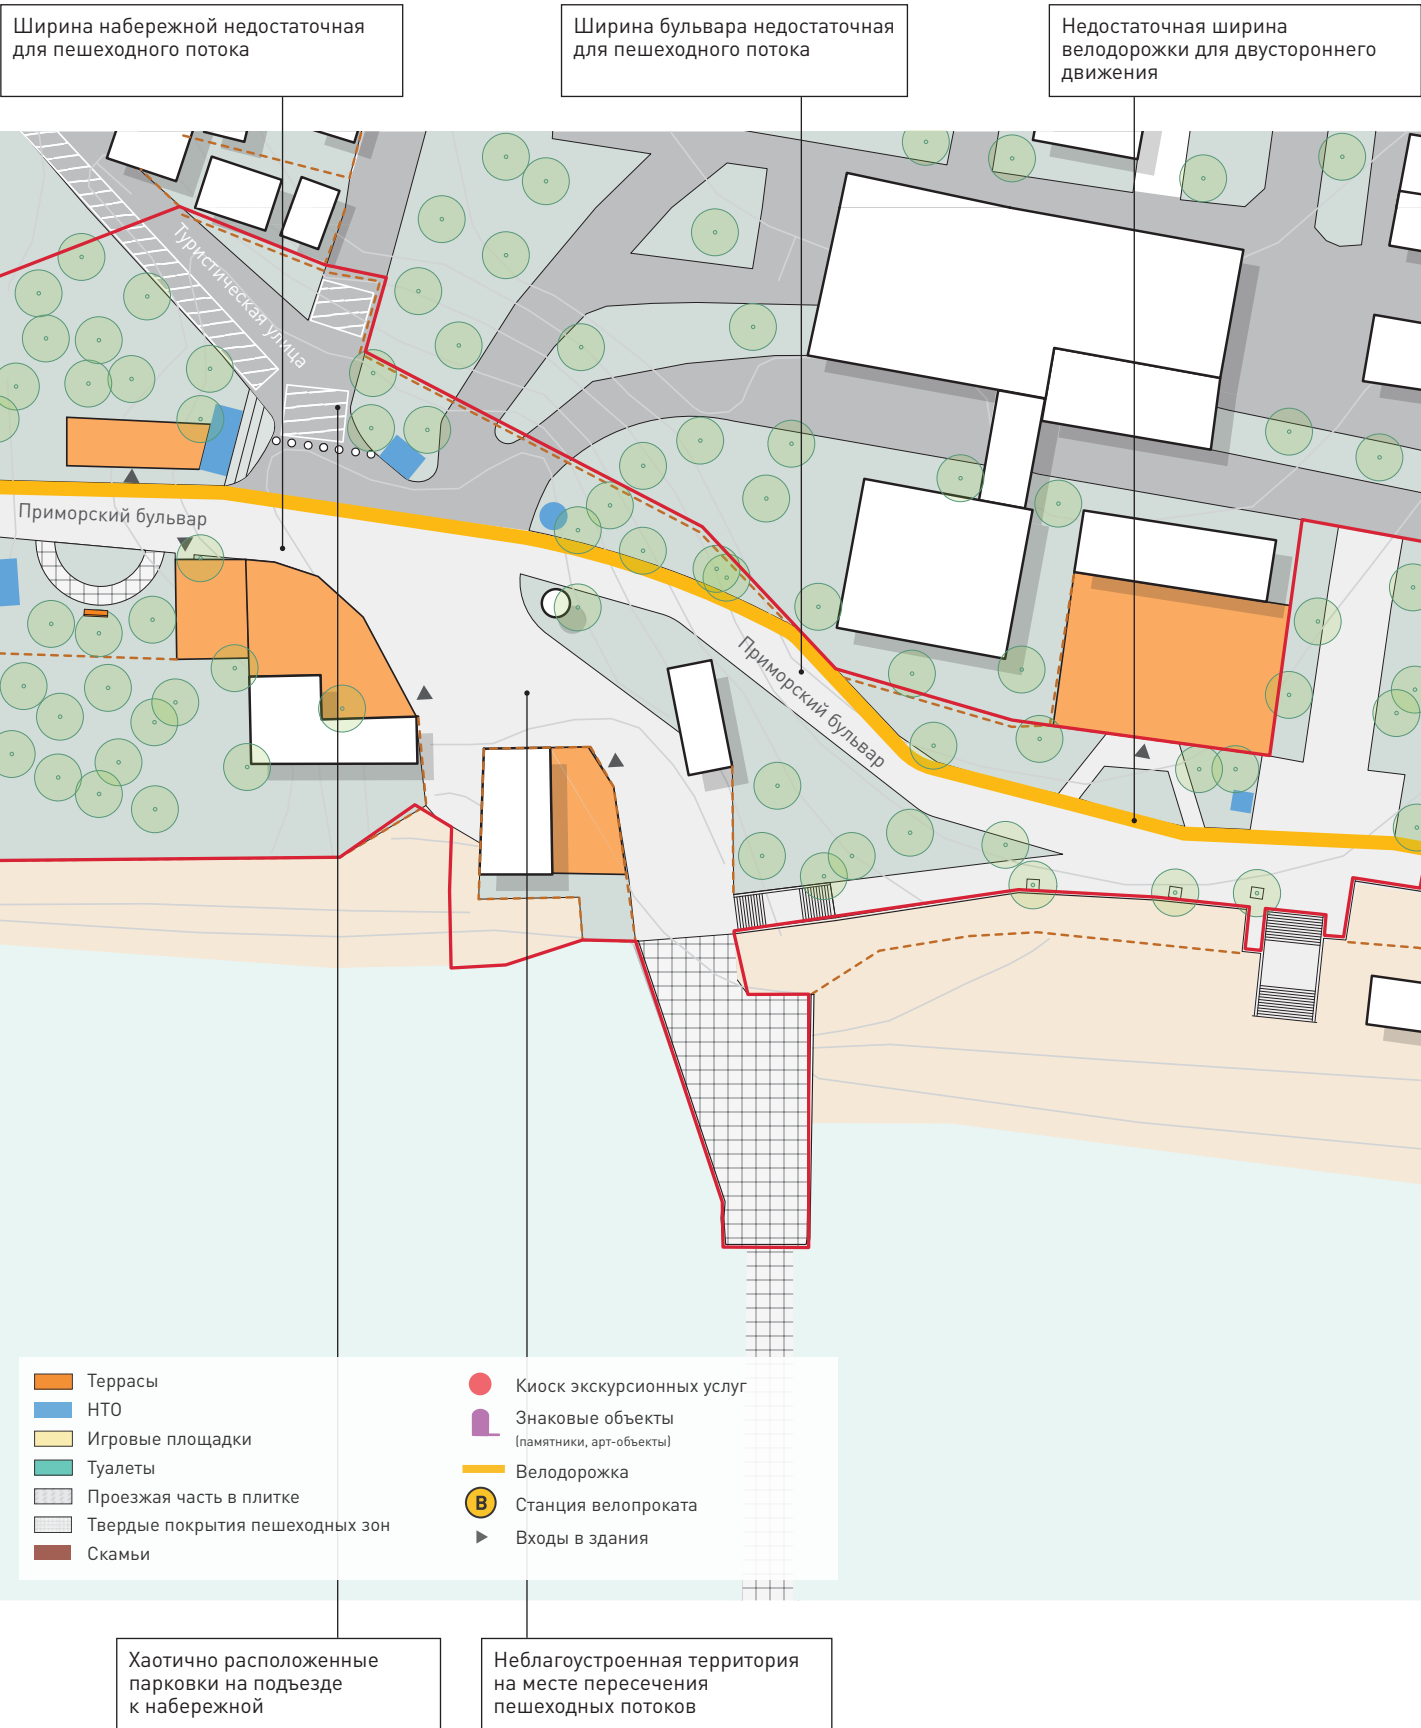 Ширина набережной недостаточная
для пешеходного потока
Ширина бульвара недостаточная
для пешеходного потока
Недостаточная ширина
велодорожки для двустороннего
движения
Туристическая улица
Приморский бульвар
Приморский бульвар
Террасы
НТО
Игровые площадки
Туалеты
Проезжая часть в плитке
Твердые покрытия пешеходных зон
Скамьи
Киоск экскурсионных услуг
Знаковые объекты
(памятники, арт-объекты)
Велодорожка
В
Станция велопроката
Входы в здания
Хаотично расположенные
парковки на подъезде
к набережной
Неблагоустроенная территория
на месте пересечения
пешеходных потоков